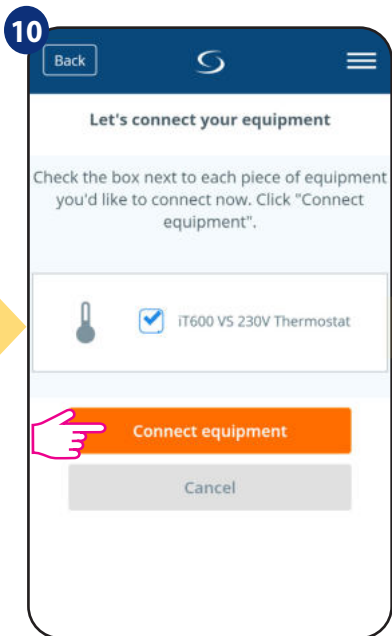 10
Back
Let's connect your equipment
Check the box next to each piece of equipment
you'd like to connect now. Click "Connect
equipment".
iT600 VS 230V Thermostat
Connect equipment
Cancel